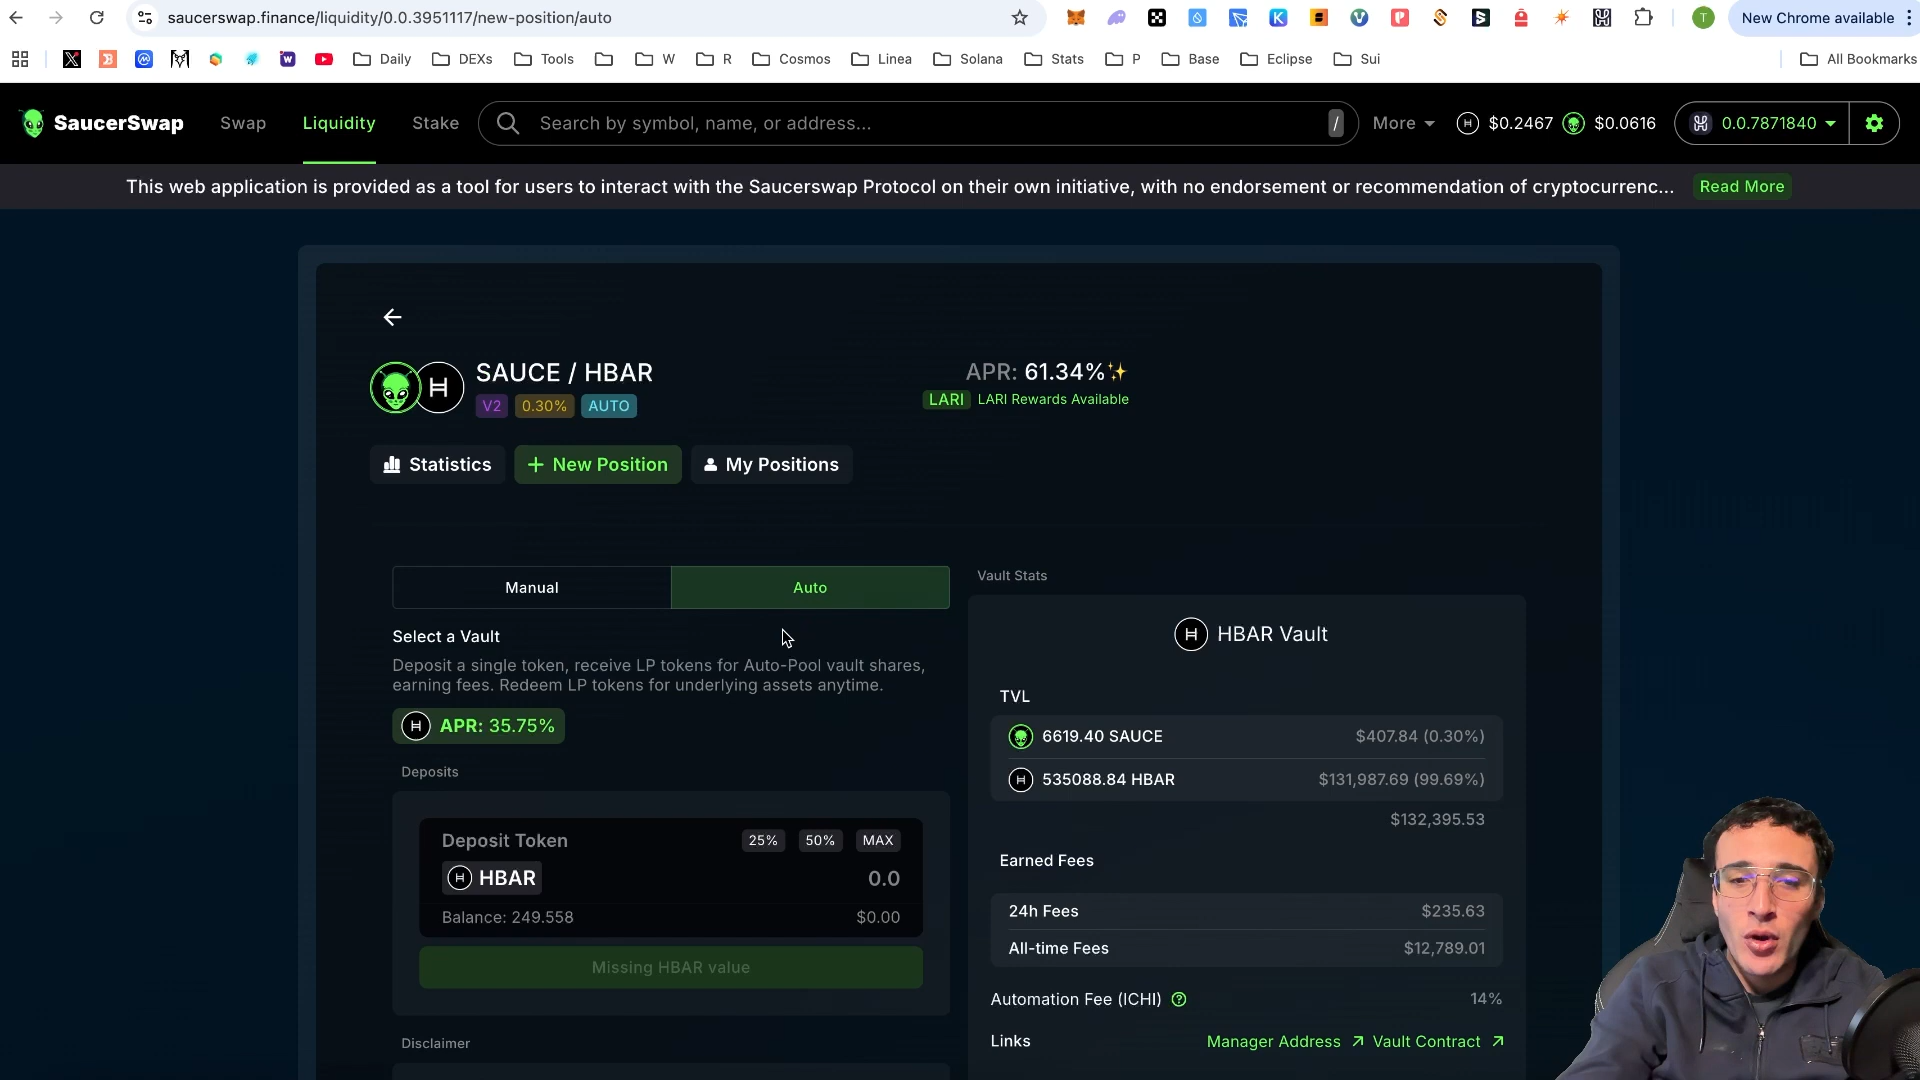 saucerswap.finance/liquidity/0.0.3951117/new-position/auto
T
New Chrome available
Daily
DEXs
Tools
W
R
Cosmos
Linea
Solana
Stats
P
Base
Eclipse
Sui
All Bookmarks
SaucerSwap
Swap
Liquidity
Stake
Search by symbol, name, or address...
/
More
$0.2467
$0.0616
0.0.7871840
This web application is provided as a tool for users to interact with the Saucerswap Protocol on their own initiative, with no endorsement or recommendation of cryptocurrenc...
Read More
SAUCE / HBAR
V2
0.30%
AUTO
APR: 61.34%✨
LARI
LARI Rewards Available
Statistics
+ New Position
My Positions
Manual
Auto
Select a Vault
Deposit a single token, receive LP tokens for Auto-Pool vault shares,
earning fees. Redeem LP tokens for underlying assets anytime.
APR: 35.75%
Deposits
Deposit Token
25%
50%
MAX
HBAR
0.0
Balance: 249.558
$0.00
Missing HBAR value
Disclaimer
Vault Stats
HBAR Vault
TVL
6619.40 SAUCE
$407.84 (0.30%)
535088.84 HBAR
$131,987.69 (99.69%)
$132,395.53
Earned Fees
24h Fees
$235.63
All-time Fees
$12,789.01
Automation Fee (ICHI)
14%
Links
Manager Address
Vault Contract